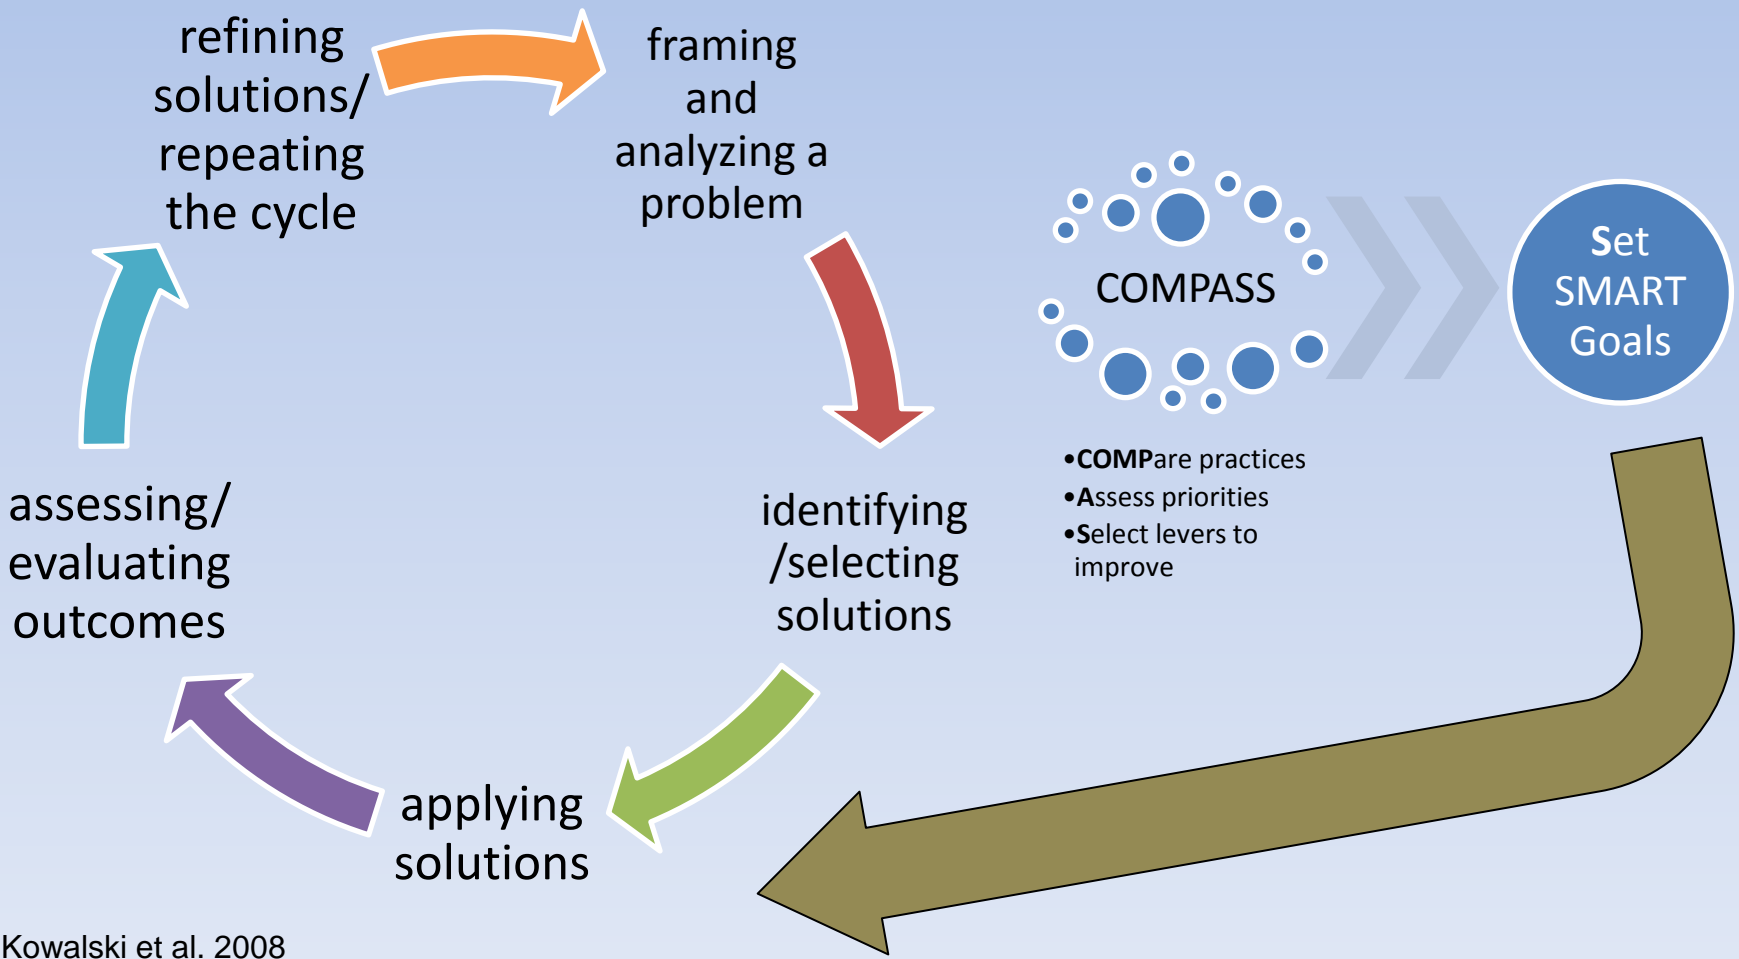 refining
solutions/
repeating
the cycle
framing
and
analyzing a
problem
identifying
/selecting
solutions
applying
solutions
assessing/
evaluating
outcomes
COMPASS
•COMPare practices
•Assess priorities
•Select levers to
improve
Set
SMART
Goals
Kowalski et al. 2008